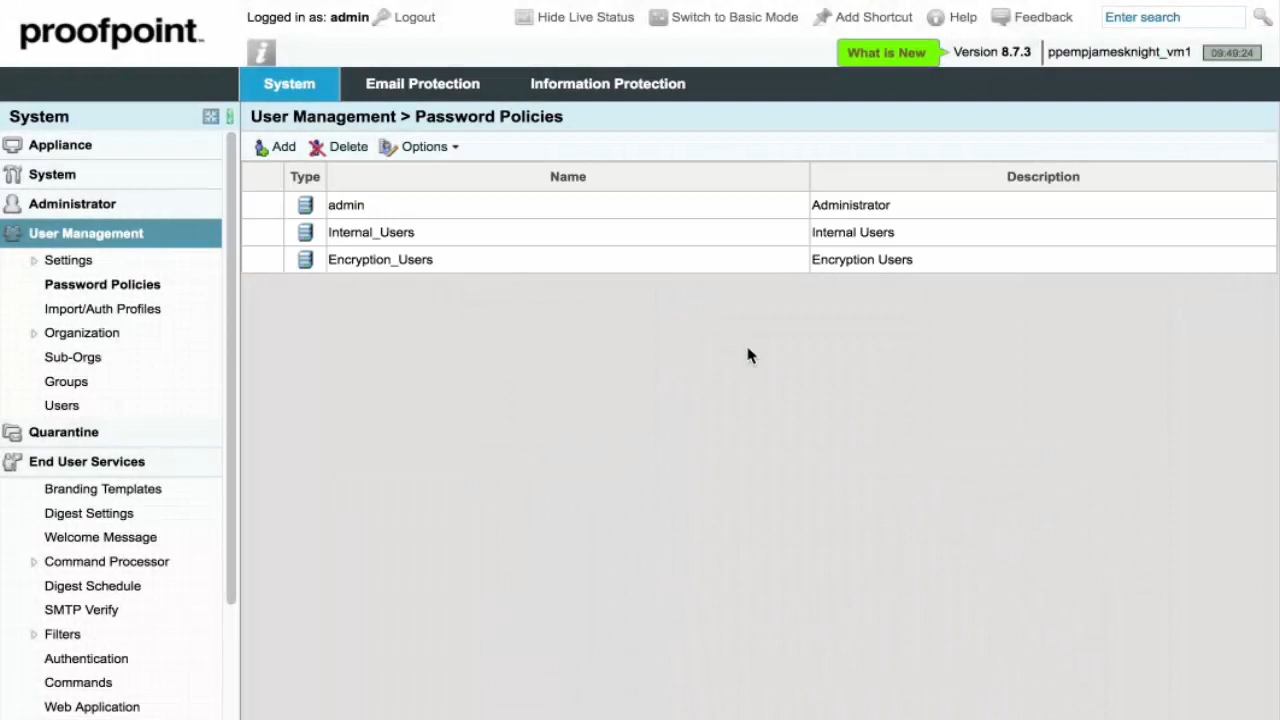 proofpoint
Logged in as: admin Logout Hide Live Status Switch to Basic Mode Add Shortcut Help Feedback Enter search
What is New Version 8.7.3 ppempjamesknight_vm1 09:49:24
System Email Protection Information Protection
System
Appliance
System
Administrator
User Management
Settings
Password Policies
Import/Auth Profiles
Organization
Sub-Orgs
Groups
Users
Quarantine
End User Services
Branding Templates
Digest Settings
Welcome Message
Command Processor
Digest Schedule
SMTP Verify
Filters
Authentication
Commands
Web Application
User Management > Password Policies
Add Delete Options
Type Name Description
admin Administrator
Internal_Users Internal Users
Encryption_Users Encryption Users